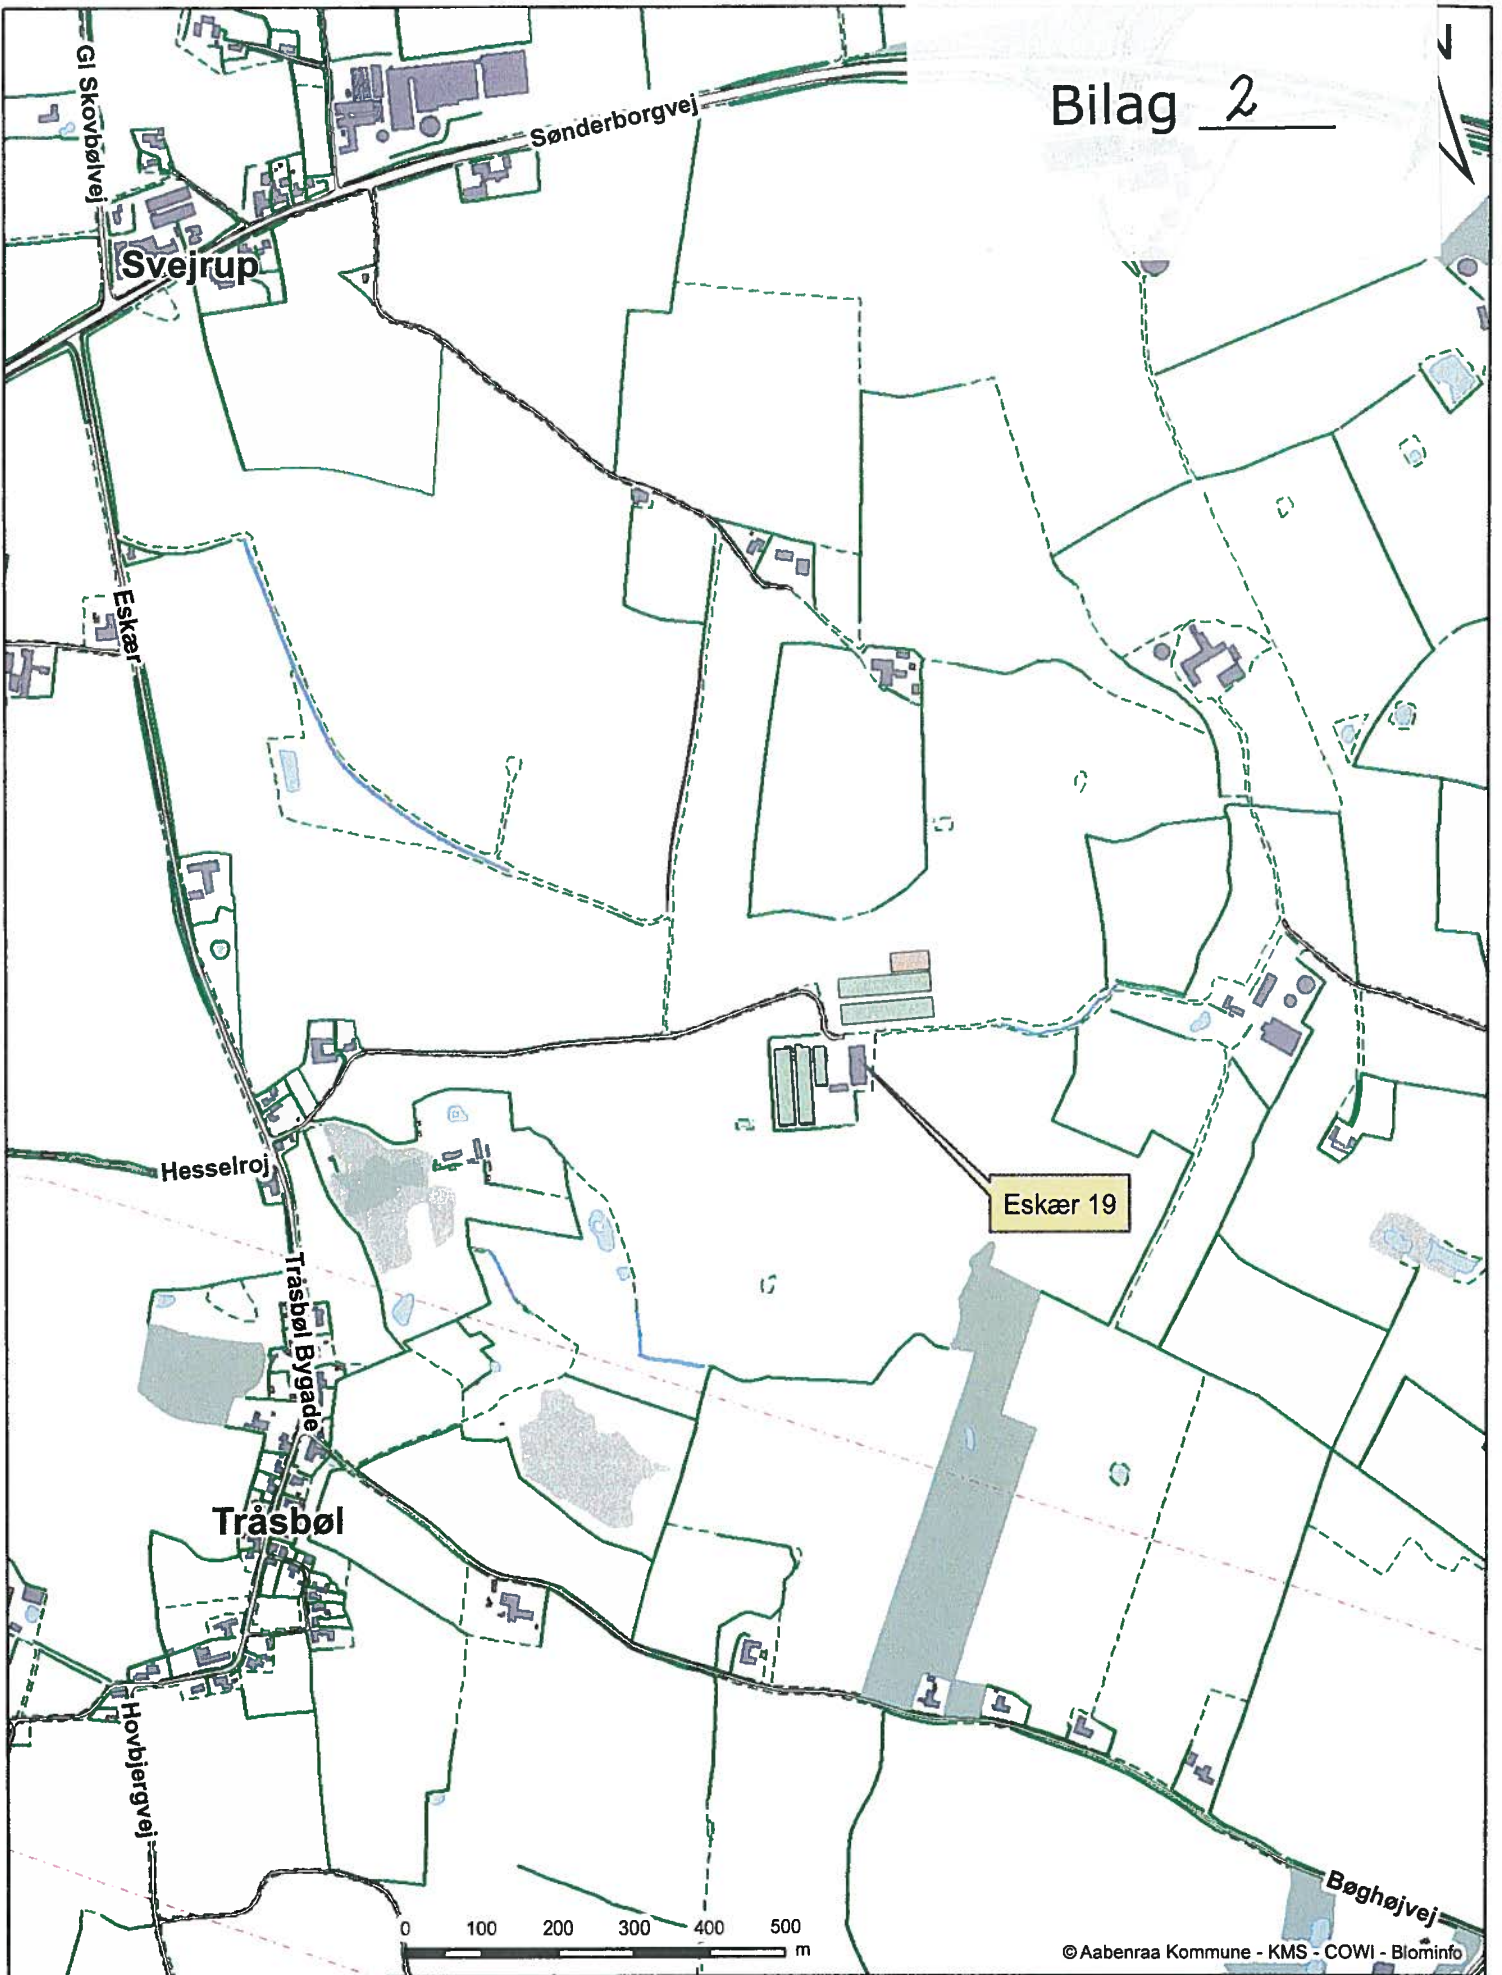 N
Bilag 2
Gl Skovbølvej
Sønderborgvej
Svejrup
Eskær
Hesselroj
Eskær 19
Tråsbøl Bygade
Tråsbøl
Hovbjergvej
Bøghøjvej
0 100 200 300 400 500
m
© Aabenraa Kommune - KMS - COWI - Blominfo